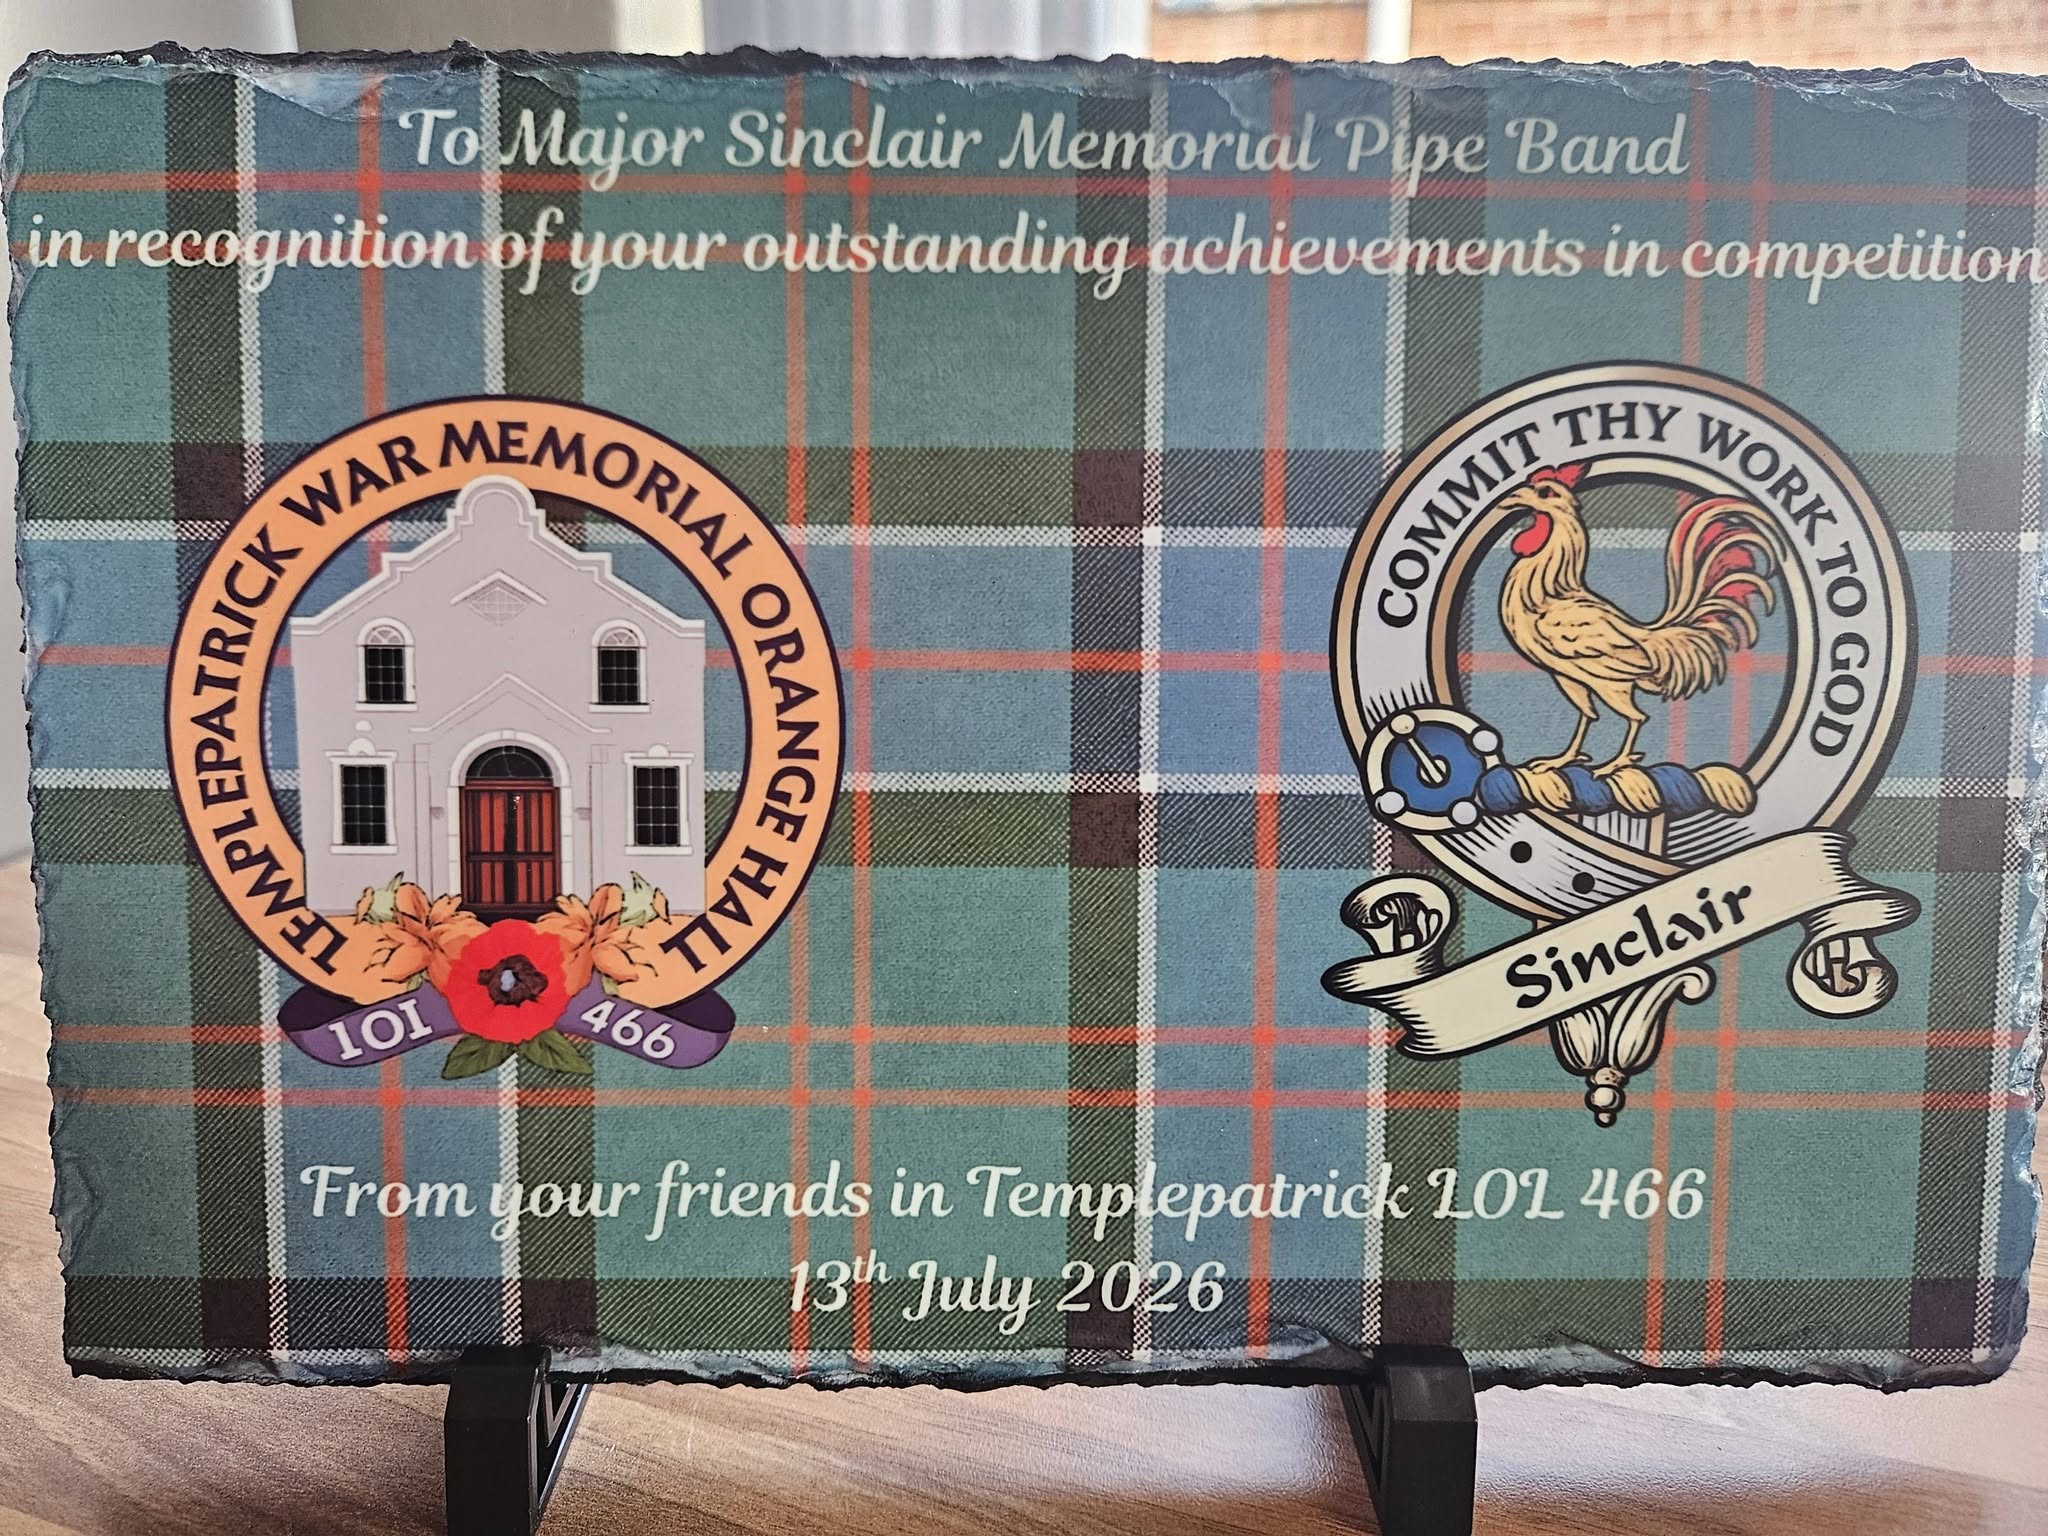 To Major Sinclair Memorial Pipe Band
in recognition of your outstanding achievements in competition
TEMPLEPATRICK WAR MEMORIAL ORANGE HALL
LOL 466
COMMIT THY WORK TO GOD
Sinclair
From your friends in Templepatrick LOL 466
13th July 2026